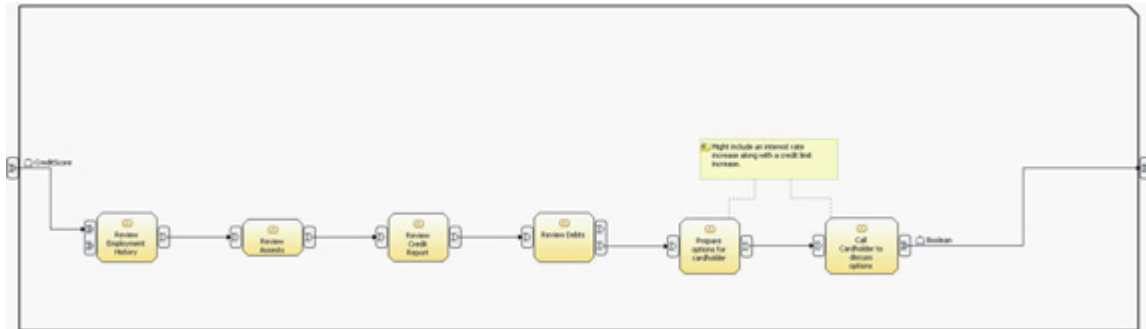 CreditScore
Might include an interest rate
increase along with a credit limit
increase.
Review
Employment
History
Review
Assests
Review
Credit
Report
Review Debts
Prepare
options for
cardholder
Call
Cardholder to
discuss
options
Boolean